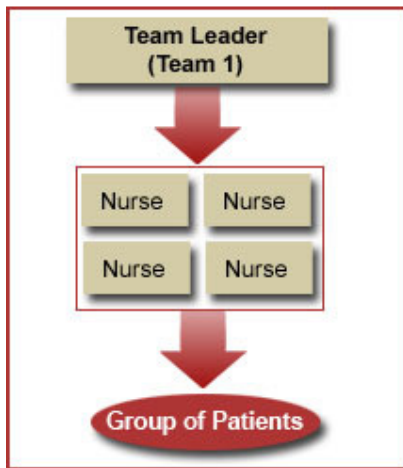 Team Leader
(Team 1)
Nurse Nurse
Nurse Nurse
Group of Patients